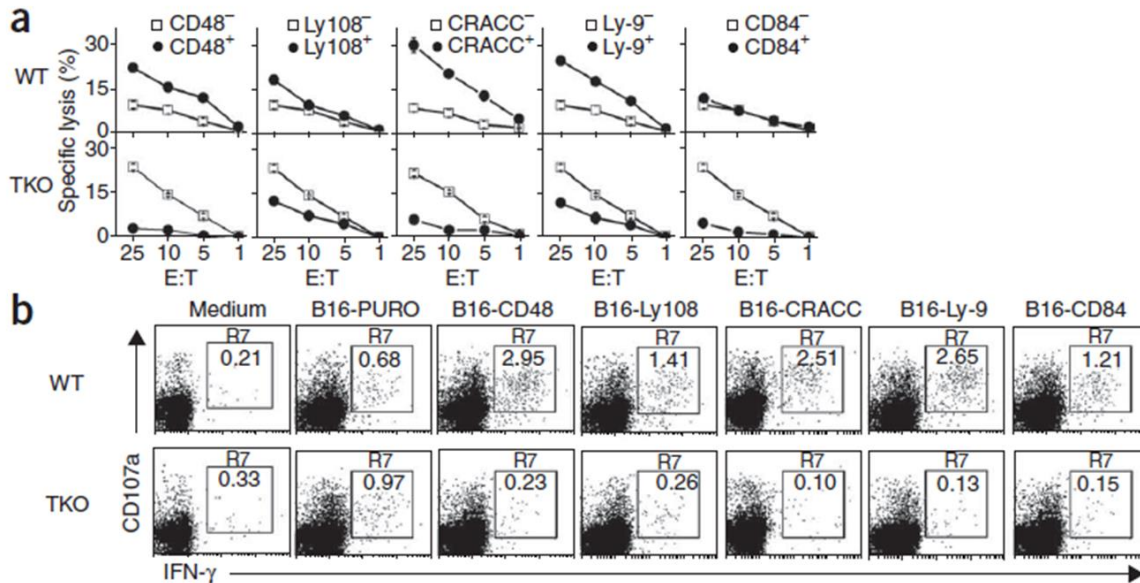 a
CD48⁻ Ly108⁻ CRACC⁻ Ly-9⁻ CD84⁻
CD48⁺ Ly108⁺ CRACC⁺ Ly-9⁺ CD84⁺
WT
TKO
Specific lysis (%)
30
15
0
30
15
0
25 10 5 1 25 10 5 1 25 10 5 1 25 10 5 1 25 10 5 1
E:T E:T E:T E:T E:T
b
Medium B16-PURO B16-CD48 B16-Ly108 B16-CRACC B16-Ly-9 B16-CD84
WT
R7 R7 R7 R7 R7 R7 R7
0.21 0.68 2.95 1.41 2.51 2.65 1.21
TKO
R7 R7 R7 R7 R7 R7 R7
0.33 0.97 0.23 0.26 0.10 0.13 0.15
CD107a
IFN-γ